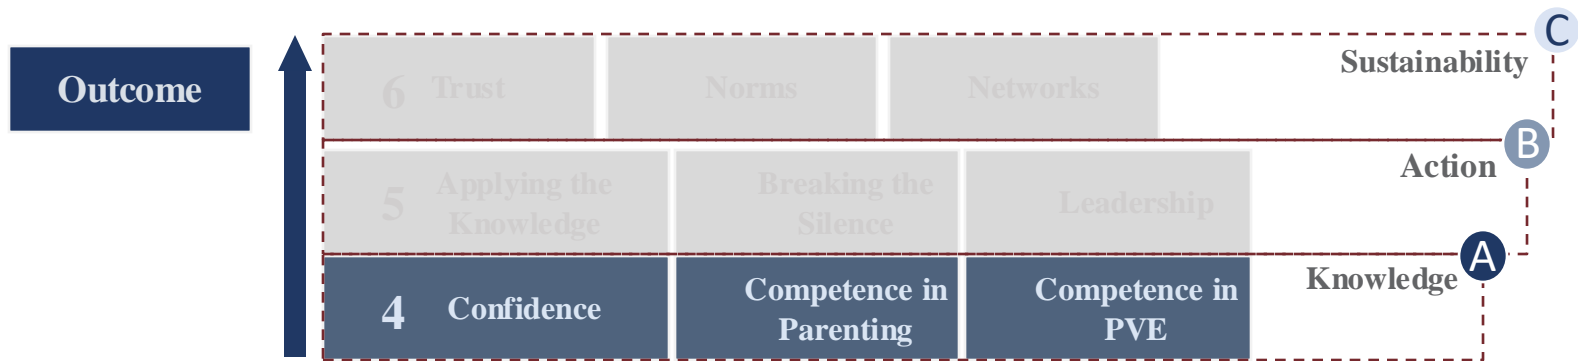 C
Sustainability
Outcome
6 Trust
Norms
Networks
B
Action
5 Applying the
Knowledge
Breaking the
Silence
Leadership
A
Knowledge
4 Confidence
Competence in
Parenting
Competence in
PVE